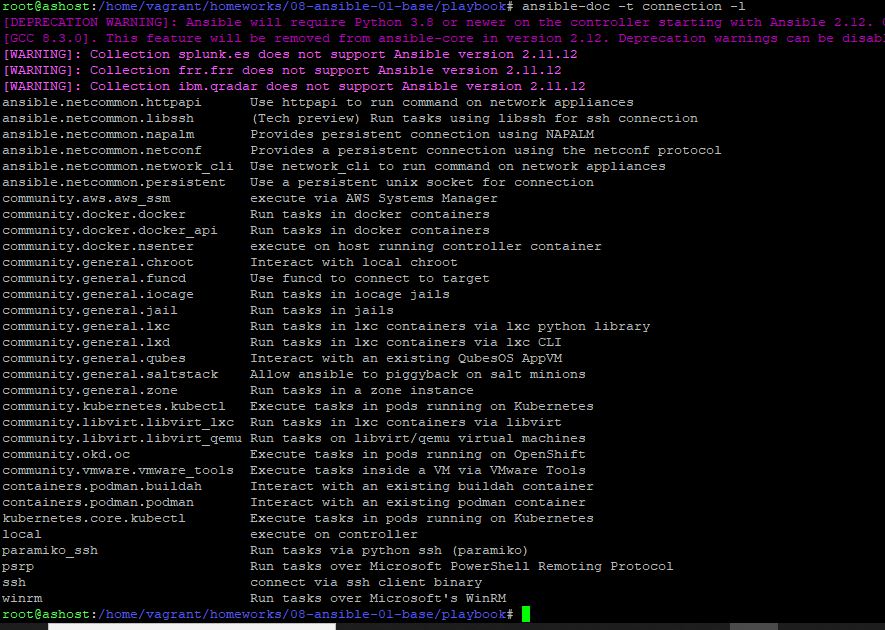 root@ashost:/home/vagrant/homeworks/08-ansible-01-base/playbook# ansible-doc -t connection -l
[DEPRECATION WARNING]: Ansible will require Python 3.8 or newer on the controller starting with Ansible 2.12.
[GCC 8.3.0]. This feature will be removed from ansible-core in version 2.12. Deprecation warnings can be
[WARNING]: Collection splunk.es does not support Ansible version 2.11.12
[WARNING]: Collection frr.frr does not support Ansible version 2.11.12
[WARNING]: Collection ibm.qradar does not support Ansible version 2.11.12
ansible.netcommon.httpapi Use httpapi to run command on network appliances
ansible.netcommon.libssh (Tech preview) Run tasks using libssh for ssh connection
ansible.netcommon.napalm Provides persistent connection using NAPALM
ansible.netcommon.netconf Provides a persistent connection using the netconf protocol
ansible.netcommon.network_cli Use network_cli to run command on network appliances
ansible.netcommon.persistent Use a persistent unix socket for connection
community.aws.aws_ssm execute via AWS Systems Manager
community.docker.docker Run tasks in docker containers
community.docker.docker_api Run tasks in docker containers
community.docker.nsenter execute on host running controller container
community.general.chroot Interact with local chroot
community.general.funcd Use funcd to connect to target
community.general.iocage Run tasks in iocage jails
community.general.jail Run tasks in jails
community.general.lxc Run tasks in lxc containers via lxc python library
community.general.lxd Run tasks in lxc containers via lxc CLI
community.general.qubes Interact with an existing QubesOS AppVM
community.general.saltstack Allow ansible to piggyback on salt minions
community.general.zone Run tasks in a zone instance
community.kubernetes.kubectl Execute tasks in pods running on Kubernetes
community.libvirt.libvirt_lxc Run tasks in lxc containers via libvirt
community.libvirt.libvirt_qemu Run tasks on libvirt/qemu virtual machines
community.okd.oc Execute tasks in pods running on OpenShift
community.vmware.vmware_tools Execute tasks inside a VM via VMware Tools
containers.podman.buildah Interact with an existing buildah container
containers.podman.podman Interact with an existing podman container
kubernetes.core.kubectl Execute tasks in pods running on Kubernetes
local execute on controller
paramiko_ssh Run tasks via python ssh (paramiko)
psrp Run tasks over Microsoft PowerShell Remoting Protocol
ssh connect via ssh client binary
winrm Run tasks over Microsoft's WinRM
root@ashost:/home/vagrant/homeworks/08-ansible-01-base/playbook#